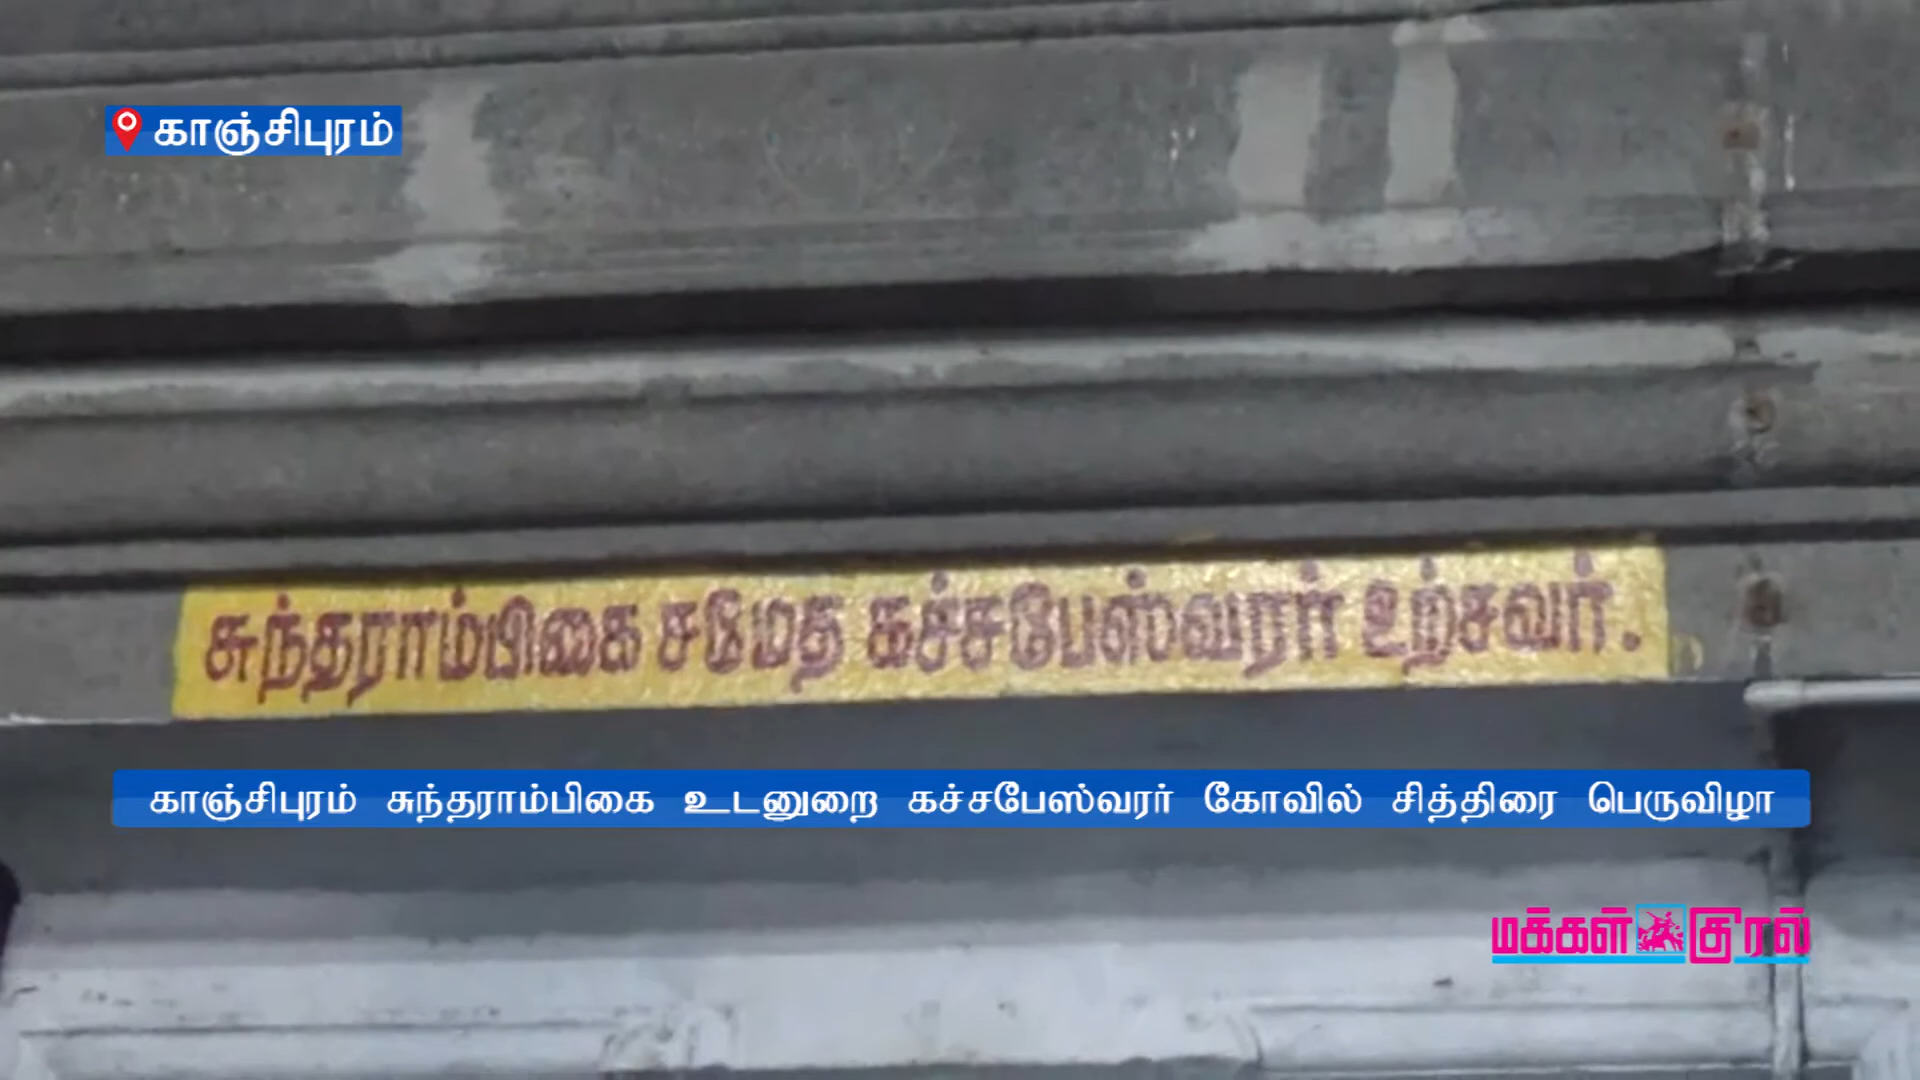 காஞ்சிபுரம்
சுந்தராம்பிகை சமேத கச்சபேஸ்வரர் உற்சவர்.
காஞ்சிபுரம் சுந்தராம்பிகை உடனுறை கச்சபேஸ்வரர் கோவில் சித்திரை பெருவிழா
மக்கள் குரல்